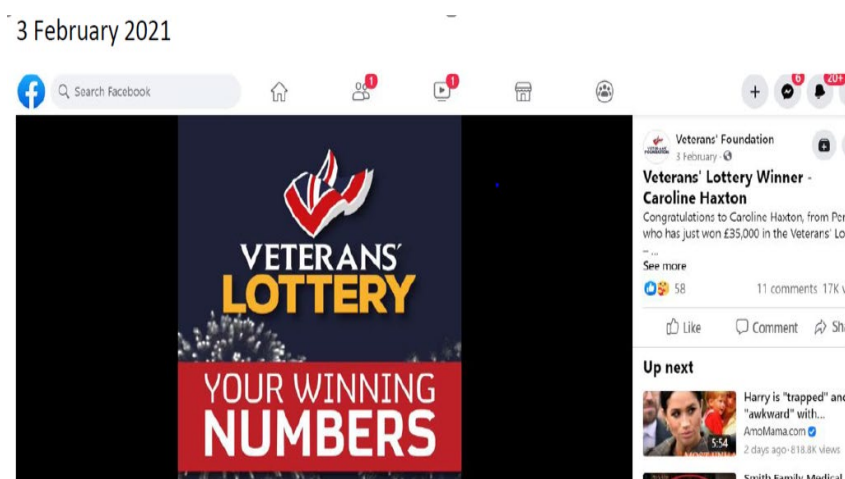 3 February 2021
Search Facebook
1
1
6
20+
VETERANS'
LOTTERY
YOUR WINNING
NUMBERS
Veterans' Foundation
3 February
Veterans' Lottery Winner -
Caroline Haxton
Congratulations to Caroline Haxton, from Per
who has just won £35,000 in the Veterans' Lo
– ...
See more
58
11 comments 17K v
Like
Comment
Sha
Up next
Harry is "trapped" and
"awkward" with...
AmoMama.com
2 days ago · 818.8K views
5:54
Smith Family Medical